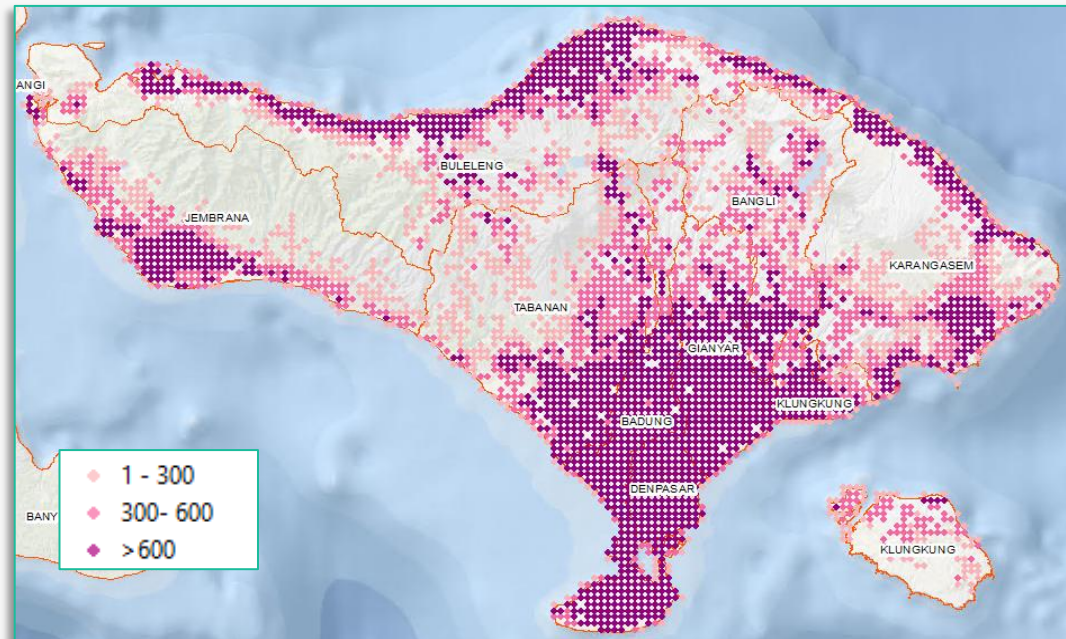 ANGI
BULELENG
BANGLI
JEMBRANA
KARANGASEM
TABANAN
GIANYAR
KLUNGKUNG
BADUNG
DENPASAR
BANY
KLUNGKUNG
1 - 300
300- 600
>600